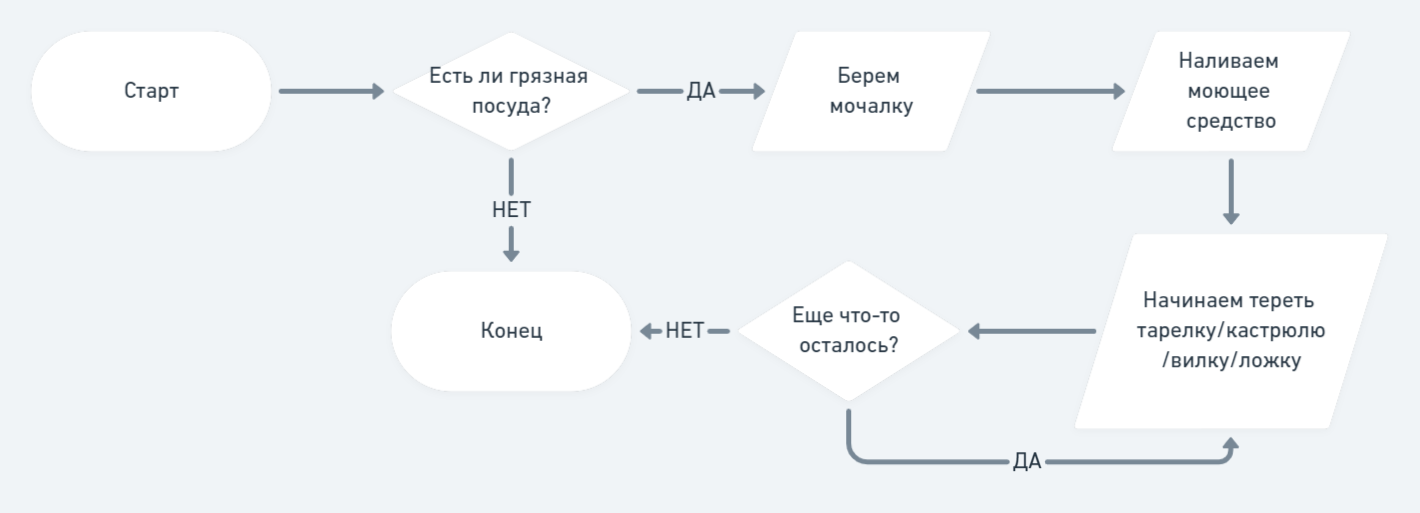 Старт
Есть ли грязная
посуда?
ДА
Берем
мочалку
Наливаем
моющее
средство
НЕТ
Начинаем тереть
тарелку/кастрюлю
/вилку/ложку
Еще что-то
осталось?
НЕТ
Конец
ДА